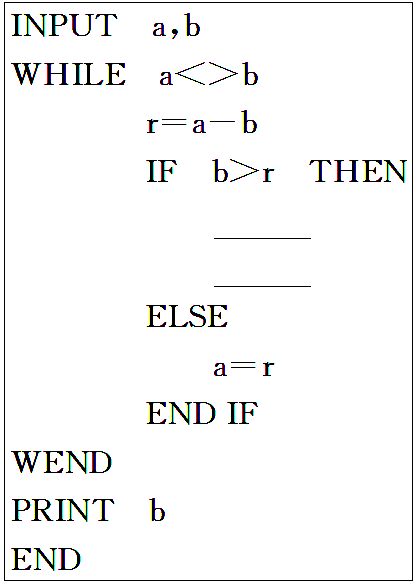 INPUT a,b
WHILE a<>b
r=a-b
IF b>r THEN
______
______
ELSE
a=r
END IF
WEND
PRINT b
END